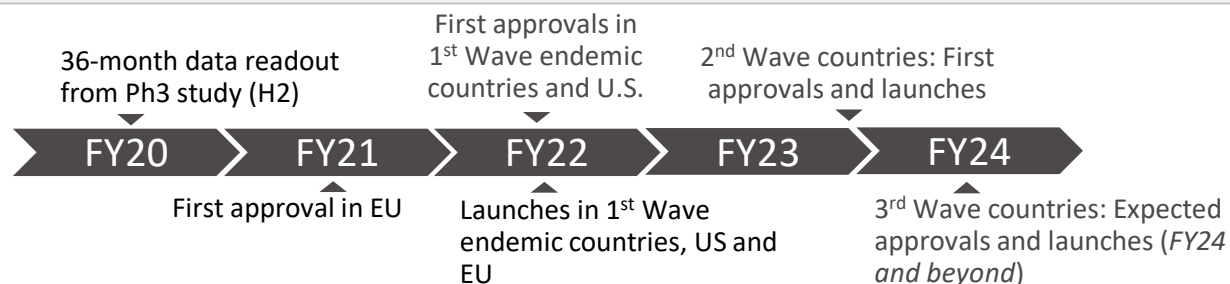 First approvals in
1st Wave endemic
countries and U.S.
36-month data readout
from Ph3 study (H2)
2nd Wave countries: First
approvals and launches
FY20
FY21
FY22
FY23
FY24
First approval in EU
Launches in 1st Wave
endemic countries, US and
EU
3rd Wave countries: Expected
approvals and launches (FY24
and beyond)